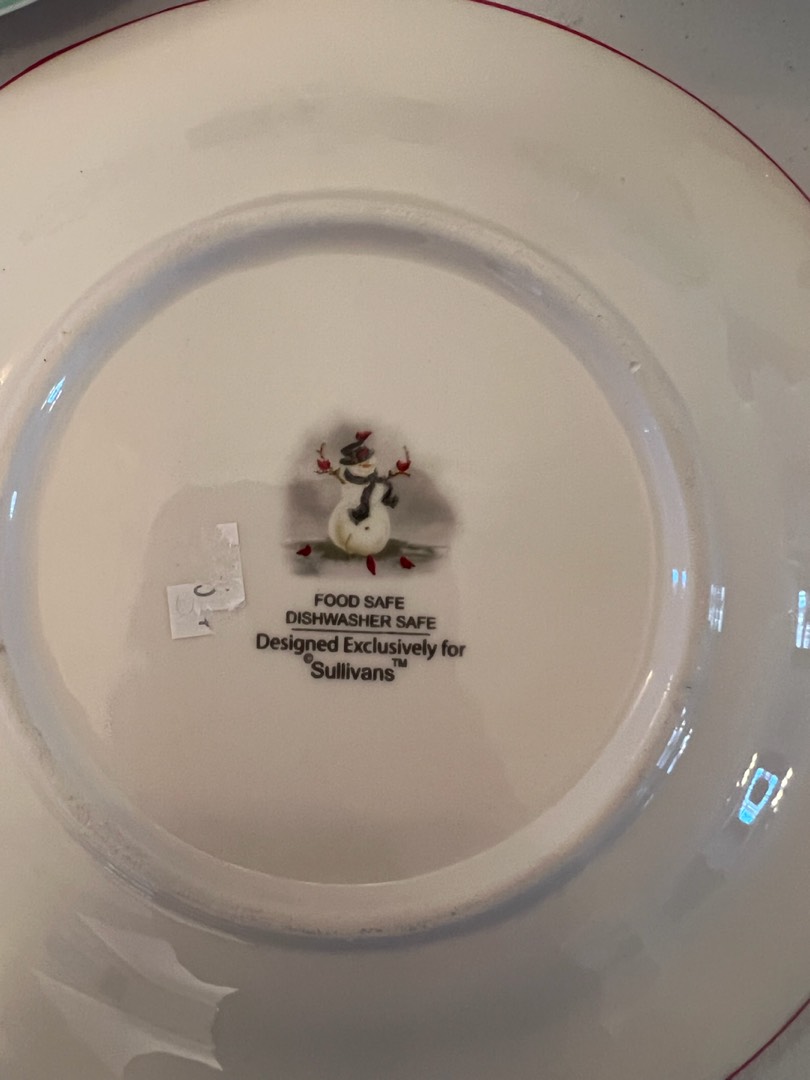 FOOD SAFE
DISHWASHER SAFE
Designed Exclusively for
©Sullivans™